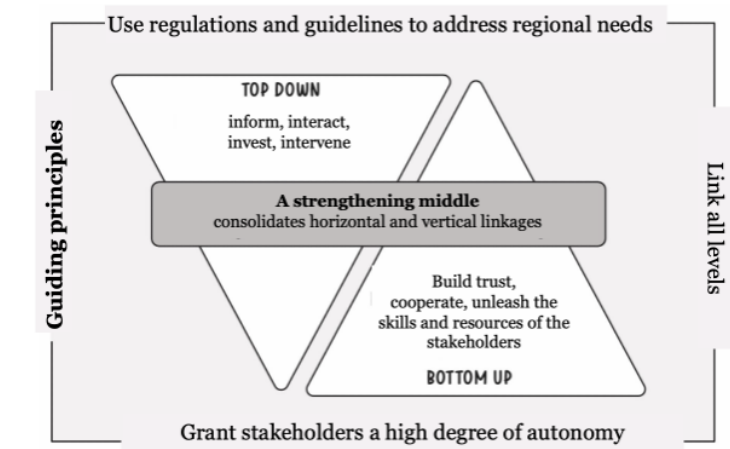 Use regulations and guidelines to address regional needs
TOP DOWN
inform, interact,
invest, intervene
Guiding principles
A strengthening middle
consolidates horizontal and vertical linkages
Link all levels
Build trust,
cooperate, unleash the
skills and resources of the
stakeholders
BOTTOM UP
Grant stakeholders a high degree of autonomy